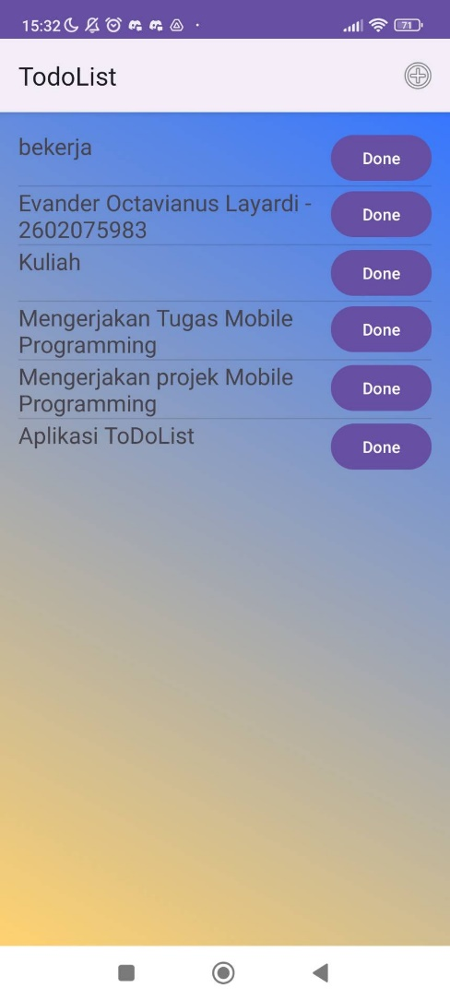 15:32
71
TodoList
bekerja
Done
Evander Octavianus Layardi -
2602075983
Done
Kuliah
Done
Mengerjakan Tugas Mobile
Programming
Done
Mengerjakan projek Mobile
Programming
Done
Aplikasi ToDoList
Done